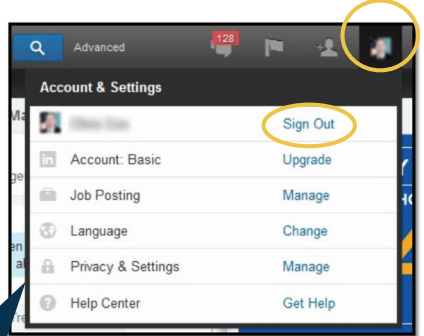 Advanced
128
Account & Settings
Sign Out
in Account: Basic Upgrade
Job Posting Manage
Language Change
Privacy & Settings Manage
? Help Center Get Help